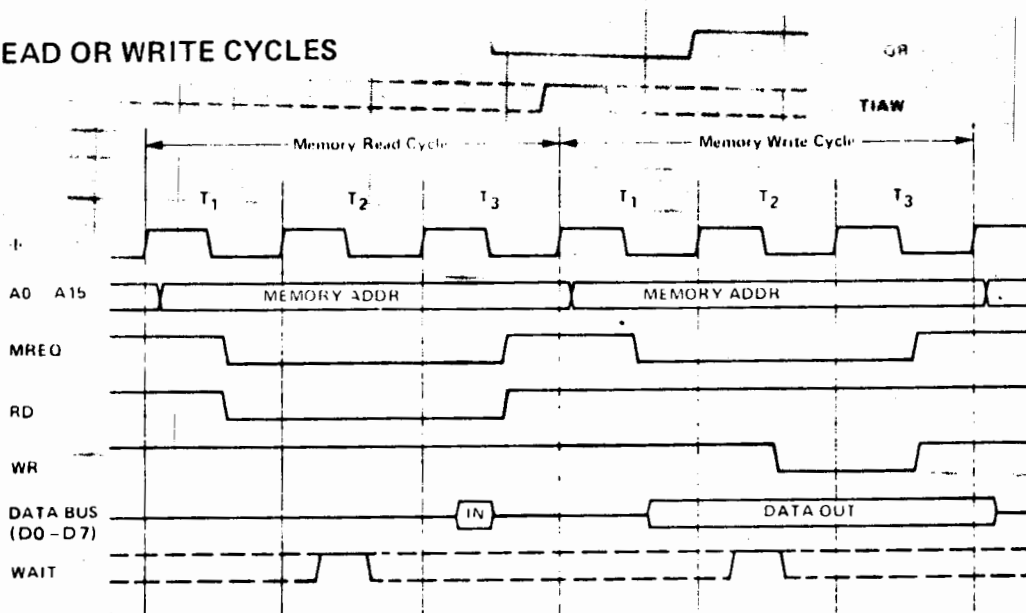 EAD OR WRITE CYCLES
TIAW
Memory Read Cycle
Memory Write Cycle
T1 T2 T3 T1 T2 T3
A0 A15 MEMORY ADDR MEMORY ADDR
MREQ
RD
WR
DATA BUS IN DATA OUT
(D0 – D7)
WAIT